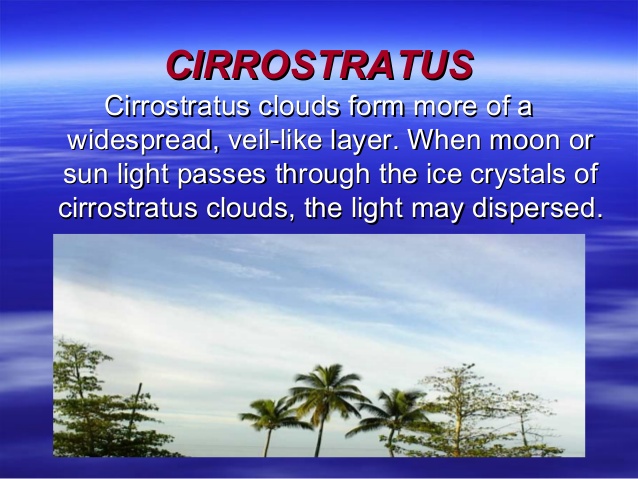 CIRROSTRATUS
Cirrostratus clouds form more of a
widespread, veil-like layer. When moon or
sun light passes through the ice crystals of
cirrostratus clouds, the light may dispersed.